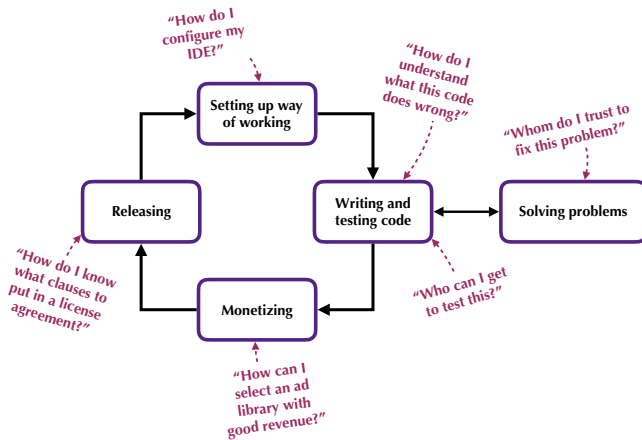 “How do I
configure my
IDE?”
“How do I
understand
what this code
does wrong?”
Setting up way
of working
“Whom do I trust to
fix this problem?”
Releasing
Writing and
testing code
Solving problems
“How do I know
what clauses to
put in a license
agreement?”
“Who can I get
to test this?”
Monetizing
“How can I
select an ad
library with
good revenue?”